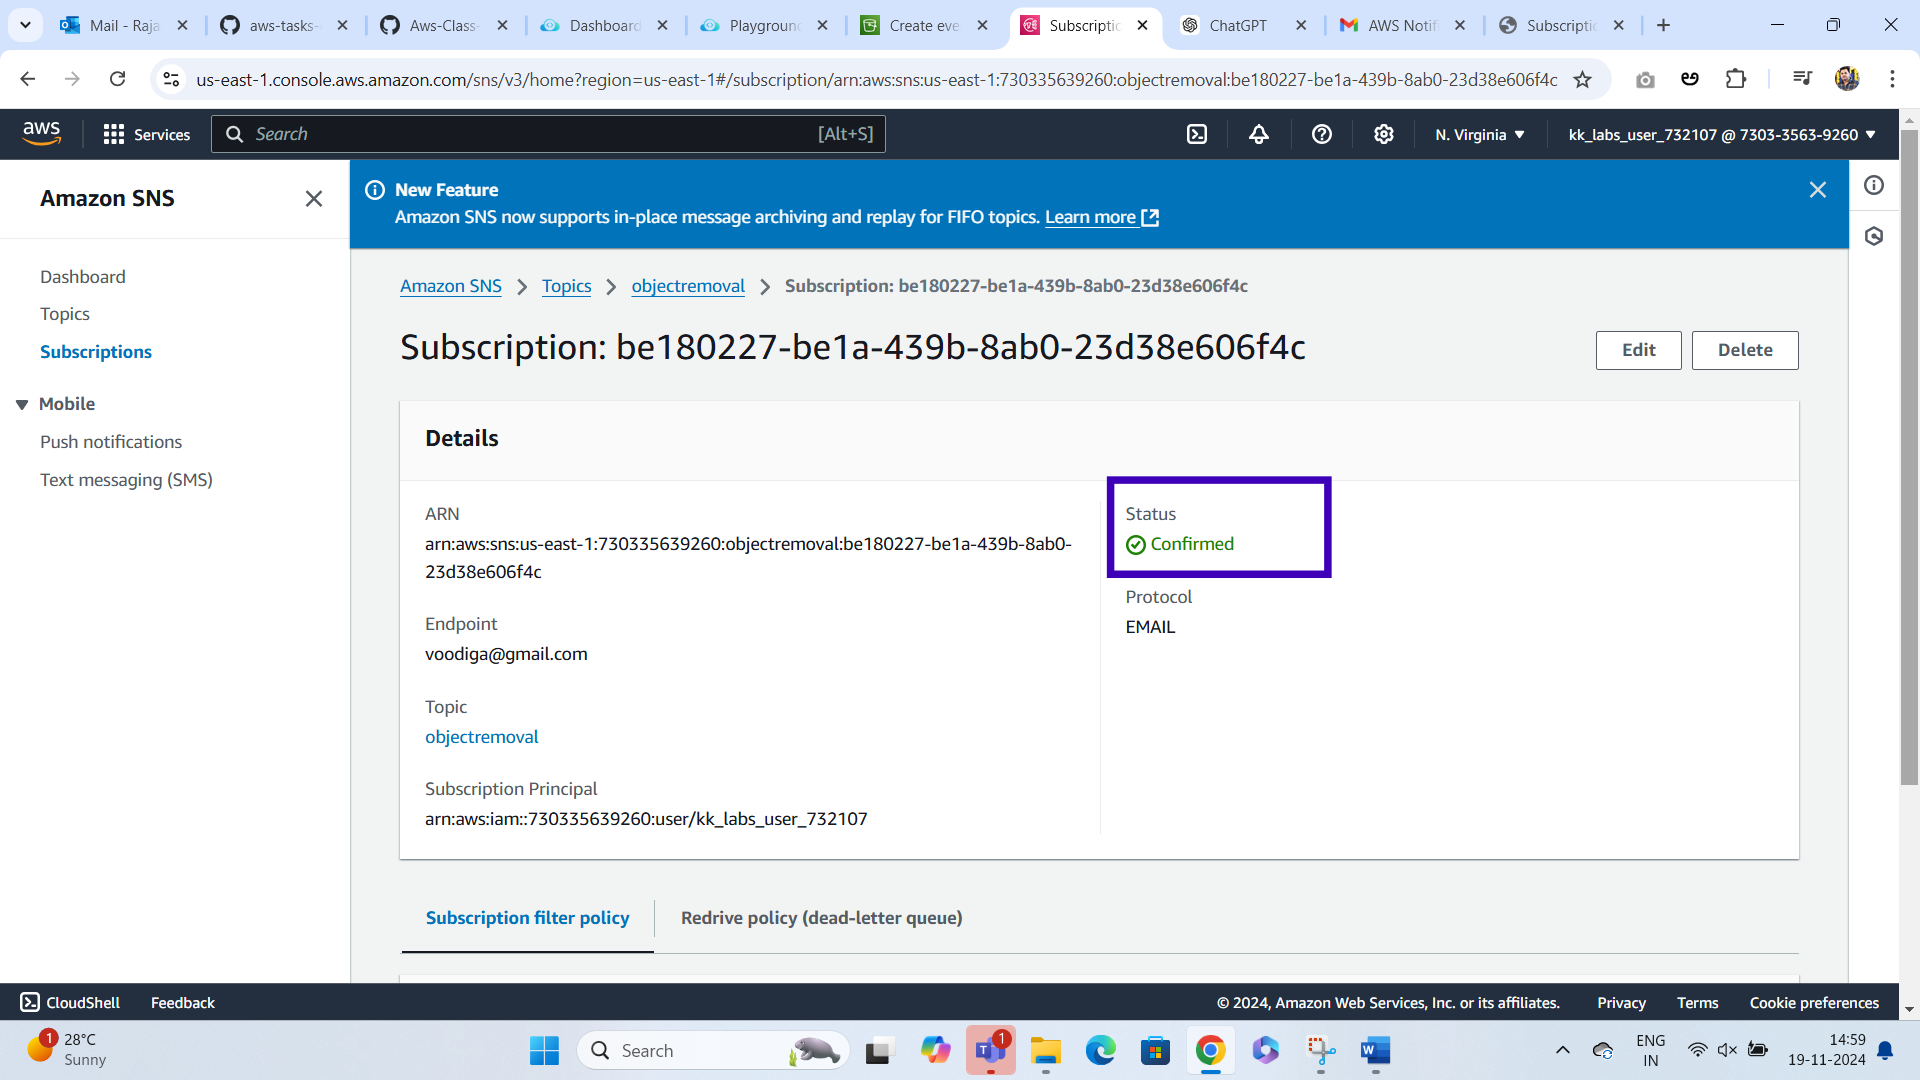 Mail - Raja
aws-tasks-
Aws-Class-
Dashboard
Playground
Create eve
Subscriptio
ChatGPT
AWS Notifi
Subscriptio
us-east-1.console.aws.amazon.com/sns/v3/home?region=us-east-1#/subscription/arn:aws:sns:us-east-1:730335639260:objectremoval:be180227-be1a-439b-8ab0-23d38e606f4c
aws Services Search [Alt+S] N. Virginia kk_labs_user_732107 @ 7303-3563-9260
Amazon SNS
Dashboard
Topics
Subscriptions
Mobile
Push notifications
Text messaging (SMS)
New Feature
Amazon SNS now supports in-place message archiving and replay for FIFO topics. Learn more
Amazon SNS > Topics > objectremoval > Subscription: be180227-be1a-439b-8ab0-23d38e606f4c
Subscription: be180227-be1a-439b-8ab0-23d38e606f4c
Edit
Delete
Details
ARN
arn:aws:sns:us-east-1:730335639260:objectremoval:be180227-be1a-439b-8ab0-
23d38e606f4c
Endpoint
voodiga@gmail.com
Topic
objectremoval
Subscription Principal
arn:aws:iam::730335639260:user/kk_labs_user_732107
Status
Confirmed
Protocol
EMAIL
Subscription filter policy
Redrive policy (dead-letter queue)
CloudShell Feedback © 2024, Amazon Web Services, Inc. or its affiliates. Privacy Terms Cookie preferences
1
28°C
Sunny
Search
1
ENG
IN
14:59
19-11-2024